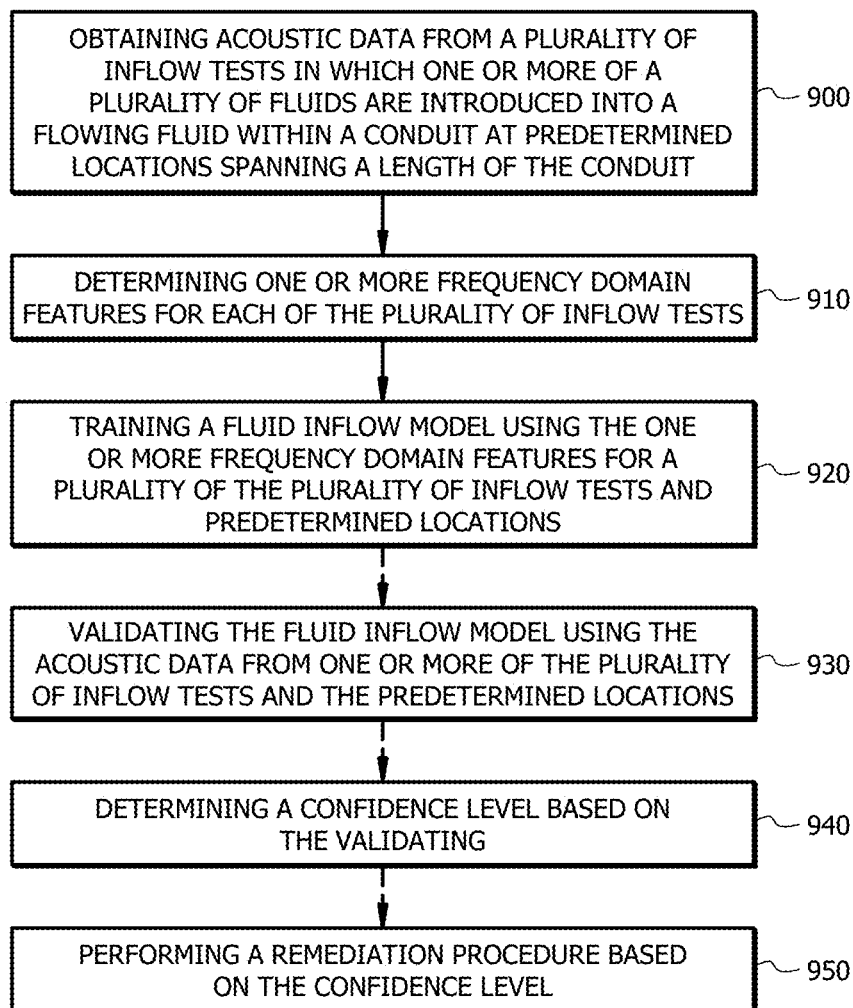 OBTAINING ACOUSTIC DATA FROM A PLURALITY OF
INFLOW TESTS IN WHICH ONE OR MORE OF A
PLURALITY OF FLUIDS ARE INTRODUCED INTO A
FLOWING FLUID WITHIN A CONDUIT AT PREDETERMINED
LOCATIONS SPANNING A LENGTH OF THE CONDUIT
900
DETERMINING ONE OR MORE FREQUENCY DOMAIN
FEATURES FOR EACH OF THE PLURALITY OF INFLOW TESTS
910
TRAINING A FLUID INFLOW MODEL USING THE ONE
OR MORE FREQUENCY DOMAIN FEATURES FOR A
PLURALITY OF THE PLURALITY OF INFLOW TESTS AND
PREDETERMINED LOCATIONS
920
VALIDATING THE FLUID INFLOW MODEL USING THE
ACOUSTIC DATA FROM ONE OR MORE OF THE PLURALITY
OF INFLOW TESTS AND THE PREDETERMINED LOCATIONS
930
DETERMINING A CONFIDENCE LEVEL BASED ON
THE VALIDATING
940
PERFORMING A REMEDIATION PROCEDURE BASED
ON THE CONFIDENCE LEVEL
950